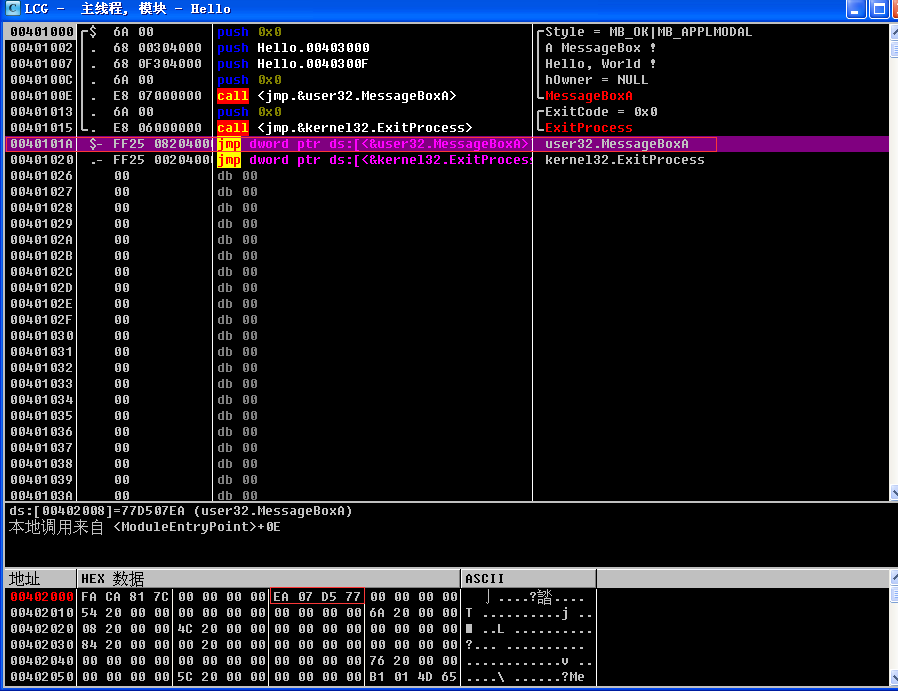 LCG - 主线程, 模块 - Hello
00401000 $ 6A 00 push 0x0 Style = MB_OK|MB_APPLMODAL
00401002 . 68 00304000 push Hello.00403000 A MessageBox !
00401007 . 68 0F304000 push Hello.0040300F Hello, World !
0040100C . 6A 00 push 0x0 hOwner = NULL
0040100E . E8 07000000 call <jmp.&user32.MessageBoxA> MessageBoxA
00401013 . 6A 00 push 0x0 ExitCode = 0x0
00401015 . E8 06000000 call <jmp.&kernel32.ExitProcess> ExitProcess
0040101A $- FF25 08204000 jmp dword ptr ds:[<&user32.MessageBoxA> user32.MessageBoxA
00401020 .- FF25 00204000 jmp dword ptr ds:[<&kernel32.ExitProcess kernel32.ExitProcess
00401026 00 db 00
00401027 00 db 00
00401028 00 db 00
00401029 00 db 00
0040102A 00 db 00
0040102B 00 db 00
0040102C 00 db 00
0040102D 00 db 00
0040102E 00 db 00
0040102F 00 db 00
00401030 00 db 00
00401031 00 db 00
00401032 00 db 00
00401033 00 db 00
00401034 00 db 00
00401035 00 db 00
00401036 00 db 00
00401037 00 db 00
00401038 00 db 00
00401039 00 db 00
0040103A 00 db 00
ds:[00402008]=77D507EA (user32.MessageBoxA)
本地调用来自 <ModuleEntryPoint>+0E
地址 HEX 数据 ASCII
00402000 FA CA 81 7C 00 00 00 00 EA 07 D5 77 00 00 00 00 ....?諮....
00402010 54 20 00 00 00 00 00 00 00 00 00 00 6A 20 00 00 T ..........j ..
00402020 08 20 00 00 4C 20 00 00 00 00 00 00 00 00 00 00 ..L ..........
00402030 84 20 00 00 00 20 00 00 00 00 00 00 00 00 00 00 ?... ..........
00402040 00 00 00 00 00 00 00 00 00 00 00 00 76 20 00 00 ............v ..
00402050 00 00 00 00 5C 20 00 00 00 00 00 00 B1 01 4D 65 ....\ ......?Me